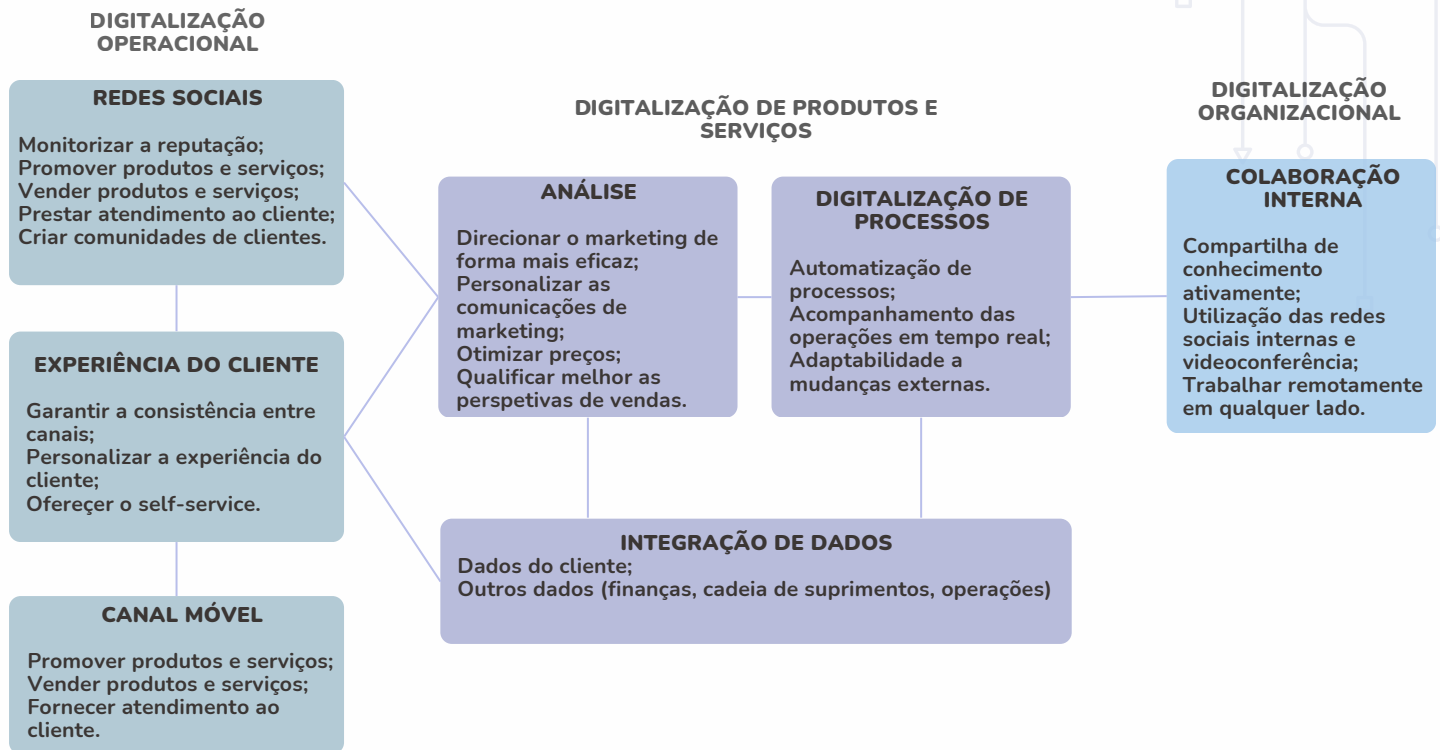 DIGITALIZAÇÃO
OPERACIONAL
REDES SOCIAIS
Monitorizar a reputação;
Promover produtos e serviços;
Vender produtos e serviços;
Prestar atendimento ao cliente;
Criar comunidades de clientes.
EXPERIÊNCIA DO CLIENTE
Garantir a consistência entre
canais;
Personalizar a experiência do
cliente;
Ofereçer o self-service.
CANAL MÓVEL
Promover produtos e serviços;
Vender produtos e serviços;
Fornecer atendimento ao
cliente.
DIGITALIZAÇÃO DE PRODUTOS E
SERVIÇOS
ANÁLISE
Direcionar o marketing de
forma mais eficaz;
Personalizar as
comunicações de
marketing;
Otimizar preços;
Qualificar melhor as
perspetivas de vendas.
DIGITALIZAÇÃO DE
PROCESSOS
Automatização de
processos;
Acompanhamento das
operações em tempo real;
Adaptabilidade a
mudanças externas.
INTEGRAÇÃO DE DADOS
Dados do cliente;
Outros dados (finanças, cadeia de suprimentos, operações)
DIGITALIZAÇÃO
ORGANIZACIONAL
COLABORAÇÃO
INTERNA
Compartilha de
conhecimento
ativamente;
Utilização das redes
sociais internas e
videoconferência;
Trabalhar remotamente
em qualquer lado.